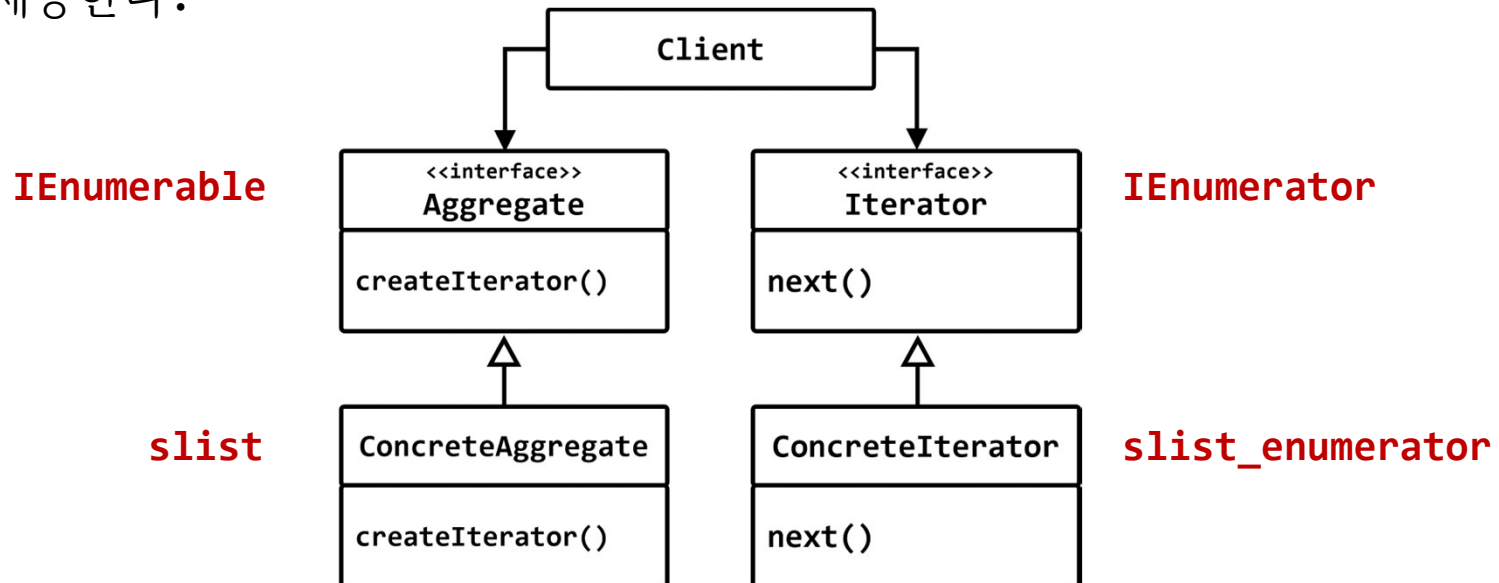 Client
<<interface>>
Aggregate
createIterator()
IEnumerable
<<interface>>
Iterator
next()
IEnumerator
slist
ConcreteAggregate
createIterator()
ConcreteIterator
next()
slist_enumerator